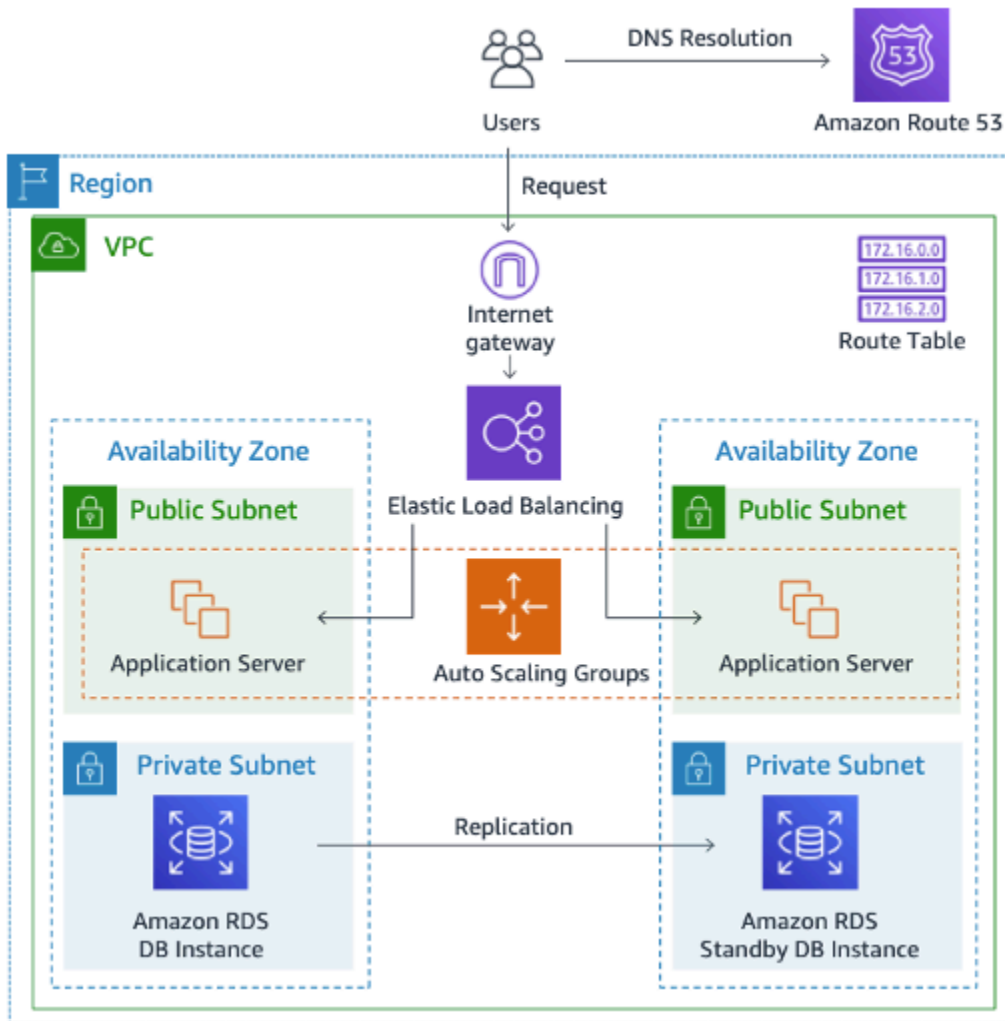 DNS Resolution
53
Users
Amazon Route 53
Region
Request
VPC
172.16.0.0
172.16.1.0
172.16.2.0
Route Table
Internet
gateway
Availability Zone
Availability Zone
Public Subnet
Elastic Load Balancing
Public Subnet
Application Server
Auto Scaling Groups
Application Server
Private Subnet
Private Subnet
Replication
Amazon RDS
DB Instance
Amazon RDS
Standby DB Instance